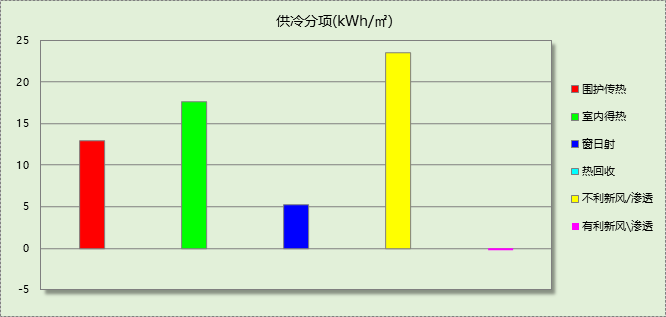 供冷分项(kWh/㎡)
25
20
15
10
5
0
-5
围护传热
室内得热
窗日射
热回收
不利新风/渗透
有利新风\渗透